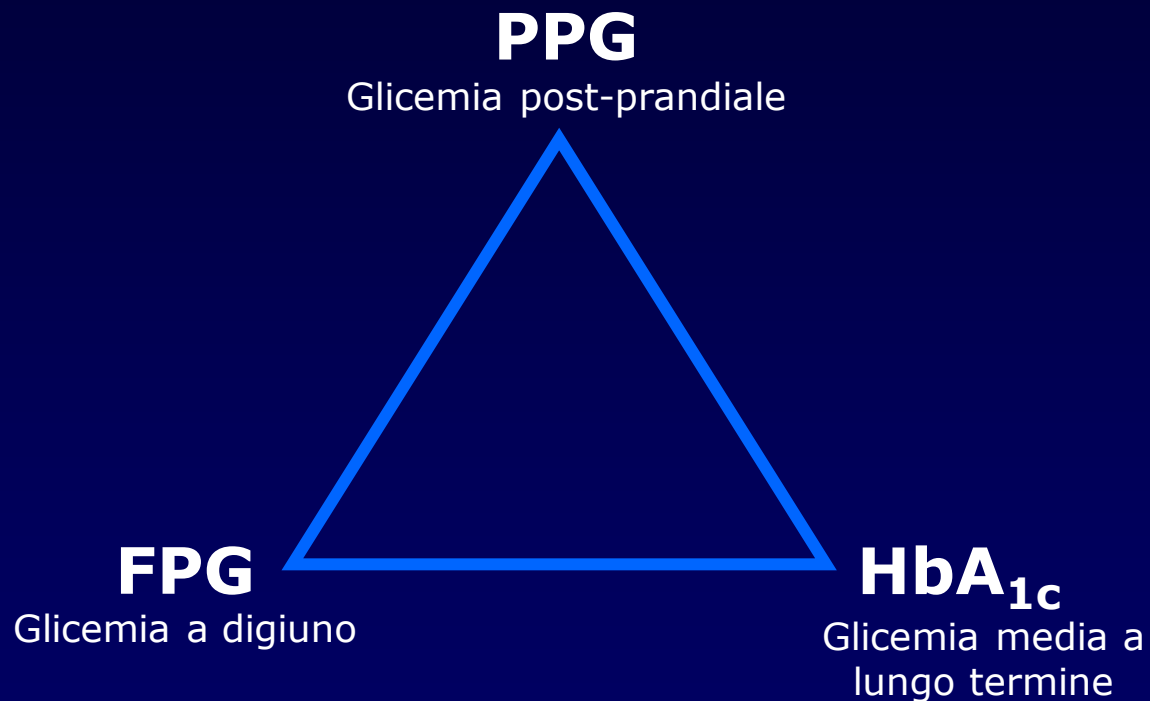 PPG
Glicemia post-prandiale
FPG
Glicemia a digiuno
HbA₁c
Glicemia media a
lungo termine